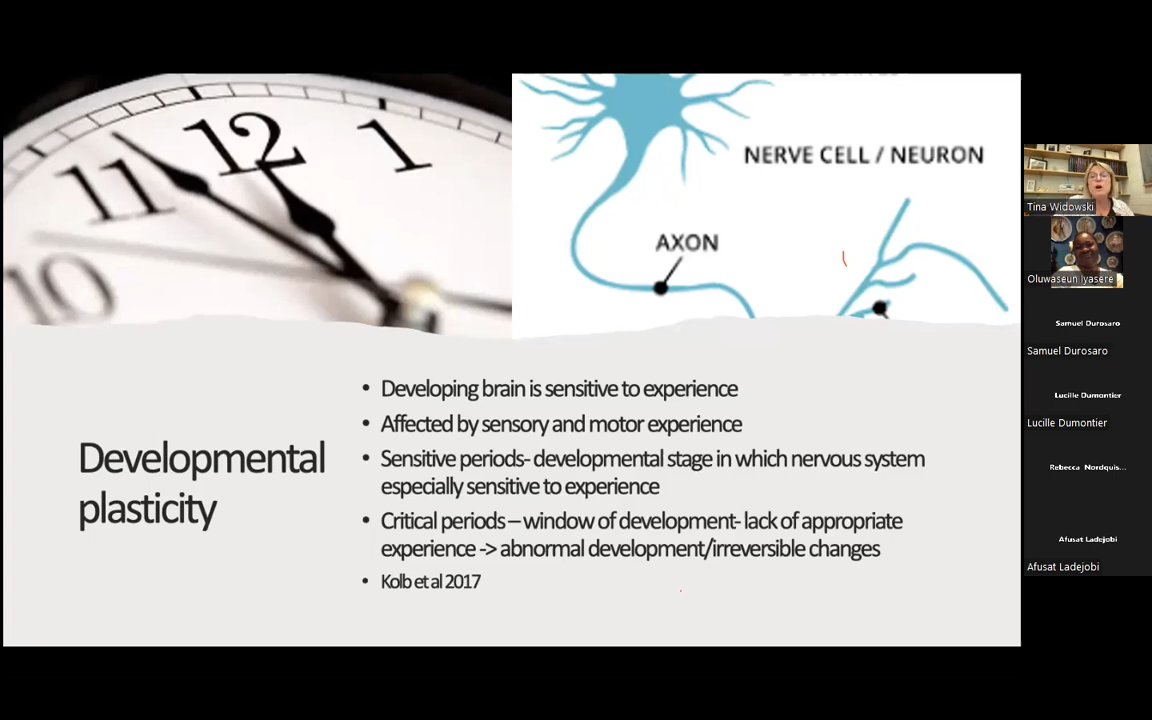 12
1
11
10
NERVE CELL / NEURON
AXON
Developmental
plasticity
• Developing brain is sensitive to experience
• Affected by sensory and motor experience
• Sensitive periods- developmental stage in which nervous system
especially sensitive to experience
• Critical periods – window of development- lack of appropriate
experience -> abnormal development/irreversible changes
• Kolb et al 2017
Tina Widowski
Oluwaseun Iyasere
Samuel Durosaro
Samuel Durosaro
Lucille Dumontier
Lucille Dumontier
Rebecca Nordquis...
Afusat Ladejobi
Afusat Ladejobi